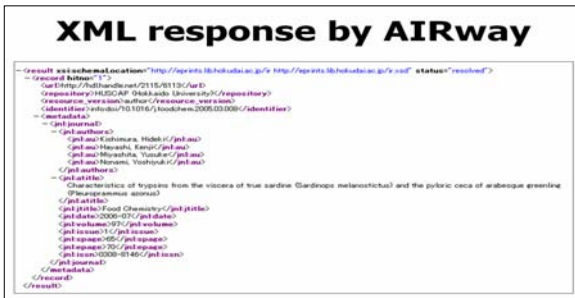 XML response by AIRway
- <result xsi:schemaLocation="http://eprints.lib.hokudai.ac.jp/ir http://eprints.lib.hokudai.ac.jp/ir.xsd" status="resolved">
- <record hitno="1">
<url>http://hdl.handle.net/2115/6113</url>
<repository>HUSCAP (Hokkaido University)</repository>
<resource_version>author</resource_version>
<identifier>info:doi/10.1016/j.foodchem.2005.03.008</identifier>
- <metadata>
- <jnl:journal>
- <jnl:authors>
<jnl:au>Kishimura, Hideki</jnl:au>
<jnl:au>Hayashi, Kenji</jnl:au>
<jnl:au>Miyashita, Yusuke</jnl:au>
<jnl:au>Nonami, Yoshiyuki</jnl:au>
</jnl:authors>
- <jnl:atitle>
Characteristics of trypsins from the viscera of true sardine (Sardinops melanostictus) and the pyloric ceca of arabesque greenling
(Pleuroprammus azonus)
</jnl:atitle>
<jnl:jtitle>Food Chemistry</jnl:jtitle>
<jnl:date>2006-07</jnl:date>
<jnl:volume>97</jnl:volume>
<jnl:issue>1</jnl:issue>
<jnl:spage>65</jnl:spage>
<jnl:epage>70</jnl:epage>
<jnl:issn>0308-8146</jnl:issn>
</jnl:journal>
</metadata>
</record>
</result>